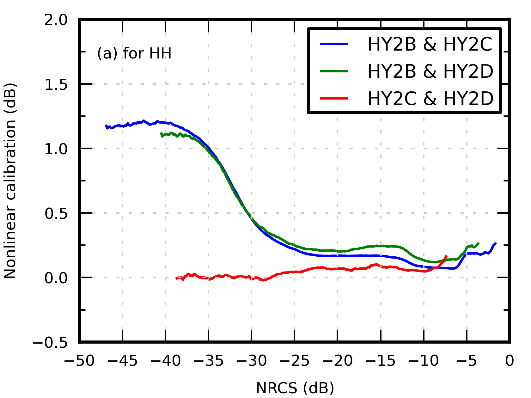 (a) for HH
HY2B & HY2C
HY2B & HY2D
HY2C & HY2D
Nonlinear calibration (dB)
2.0
1.5
1.0
0.5
0.0
−0.5
−50 −45 −40 −35 −30 −25 −20 −15 −10 −5 0
NRCS (dB)